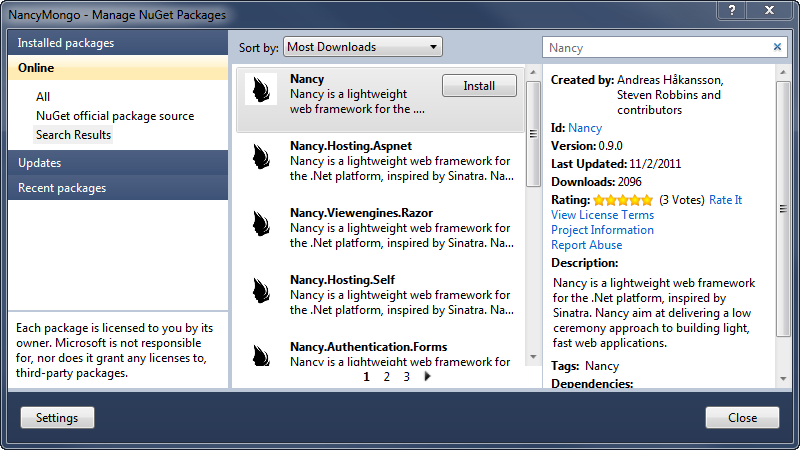 NancyMongo - Manage NuGet Packages
Installed packages
Online
All
NuGet official package source
Search Results
Updates
Recent packages
Each package is licensed to you by its
owner. Microsoft is not responsible
for, nor does it grant any licenses to,
third-party packages.
Sort by: Most Downloads
Nancy
Nancy is a lightweight
web framework for the ....
Install
Nancy.Hosting.Aspnet
Nancy is a lightweight web framework for
the .Net platform, inspired by Sinatra. Na...
Nancy.Viewengines.Razor
Nancy is a lightweight web framework for
the .Net platform, inspired by Sinatra. Na...
Nancy.Hosting.Self
Nancy is a lightweight web framework for
the .Net platform, inspired by Sinatra. Na...
Nancy.Authentication.Forms
Nancy is a lightweight web framework for
1 2 3
Nancy
Created by: Andreas Håkansson,
Steven Robbins and
contributors
Id: Nancy
Version: 0.9.0
Last Updated: 11/2/2011
Downloads: 2096
Rating: (3 Votes) Rate It
View License Terms
Project Information
Report Abuse
Description:
Nancy is a lightweight web framework
for the .Net platform, inspired by
Sinatra. Nancy aim at delivering a low
ceremony approach to building light,
fast web applications.
Tags: Nancy
Dependencies:
Settings
Close